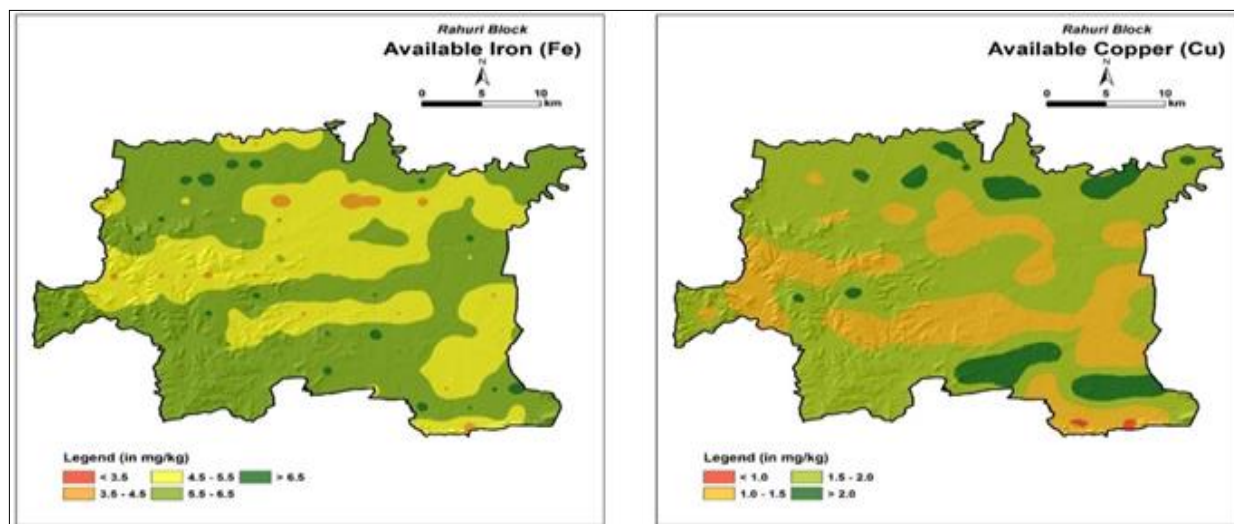 Rahuri Block
Available Iron (Fe)
N
0 5 10
km
Legend (in mg/kg)
< 3.5 4.5 - 5.5 > 6.5
3.5 - 4.5 5.5 - 6.5
Rahuri Block
Available Copper (Cu)
N
0 5 10
km
Legend (in mg/kg)
< 1.0 1.5 - 2.0
1.0 - 1.5 > 2.0